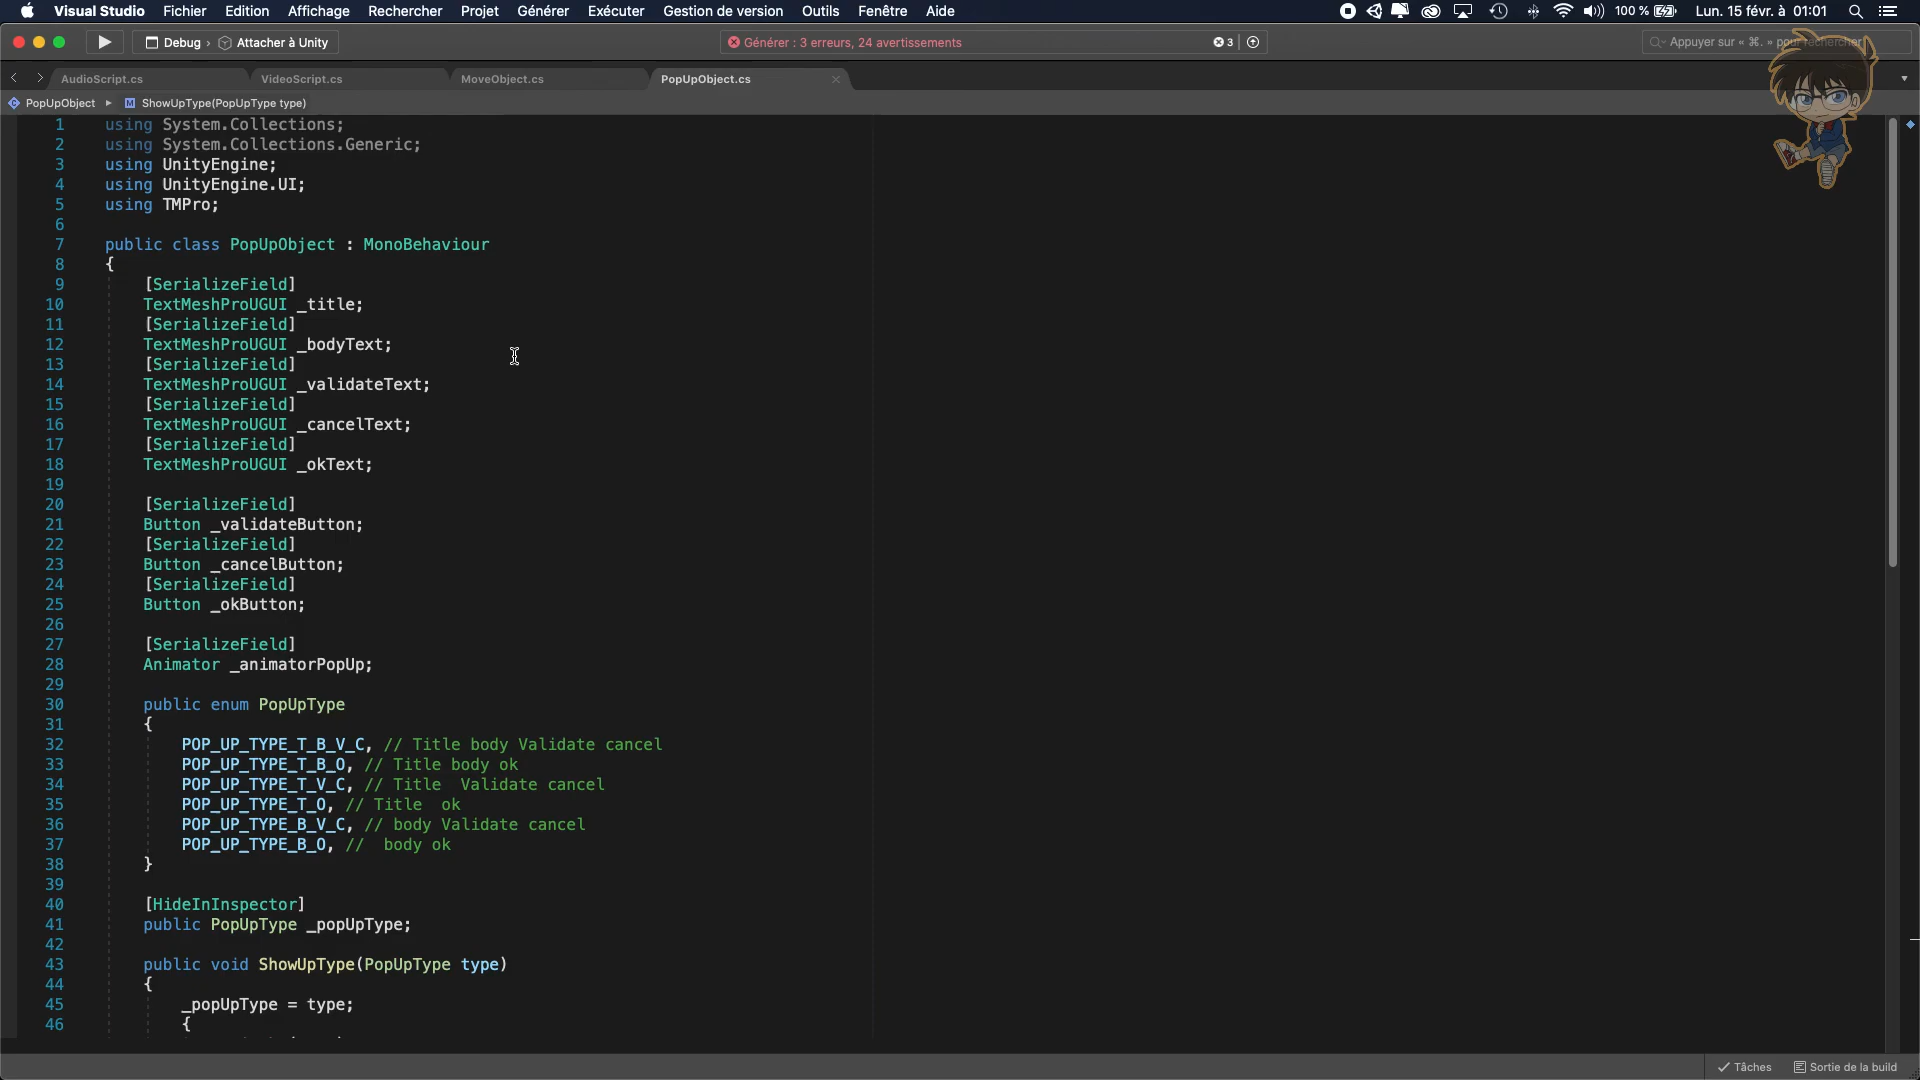 Visual Studio Fichier Edition Affichage Rechercher Projet Générer Exécuter Gestion de version Outils Fenêtre Aide 100 % Lun. 15 févr. à 01:01
Debug › Attacher à Unity Générer : 3 erreurs, 24 avertissements 3 Appuyer sur « ⌘. » pour rechercher
AudioScript.cs VideoScript.cs MoveObject.cs PopUpObject.cs
PopUpObject ShowUpType(PopUpType type)
1 using System.Collections;
2 using System.Collections.Generic;
3 using UnityEngine;
4 using UnityEngine.UI;
5 using TMPro;
6
7 public class PopUpObject : MonoBehaviour
8 {
9 [SerializeField]
10 TextMeshProUGUI _title;
11 [SerializeField]
12 TextMeshProUGUI _bodyText;
13 [SerializeField]
14 TextMeshProUGUI _validateText;
15 [SerializeField]
16 TextMeshProUGUI _cancelText;
17 [SerializeField]
18 TextMeshProUGUI _okText;
19
20 [SerializeField]
21 Button _validateButton;
22 [SerializeField]
23 Button _cancelButton;
24 [SerializeField]
25 Button _okButton;
26
27 [SerializeField]
28 Animator _animatorPopUp;
29
30 public enum PopUpType
31 {
32 POP_UP_TYPE_T_B_V_C, // Title body Validate cancel
33 POP_UP_TYPE_T_B_O, // Title body ok
34 POP_UP_TYPE_T_V_C, // Title  Validate cancel
35 POP_UP_TYPE_T_O, // Title  ok
36 POP_UP_TYPE_B_V_C, // body Validate cancel
37 POP_UP_TYPE_B_O, //  body ok
38 }
39
40 [HideInInspector]
41 public PopUpType _popUpType;
42
43 public void ShowUpType(PopUpType type)
44 {
45 _popUpType = type;
46 {
Tâches Sortie de la build